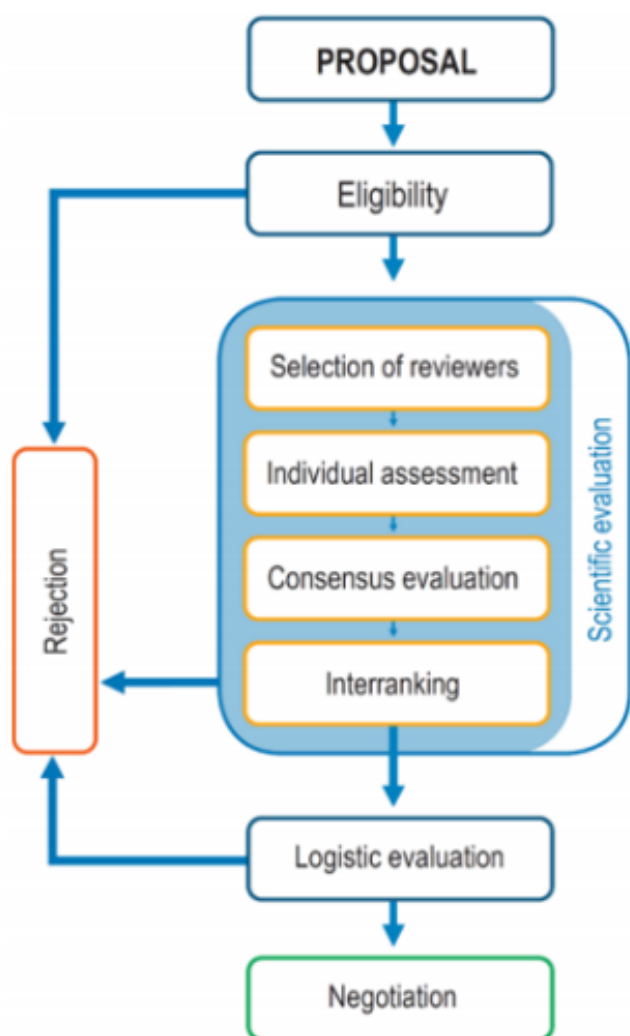 PROPOSAL
Eligibility
Selection of reviewers
Individual assessment
Consensus evaluation
Interranking
Scientific evaluation
Rejection
Logistic evaluation
Negotiation